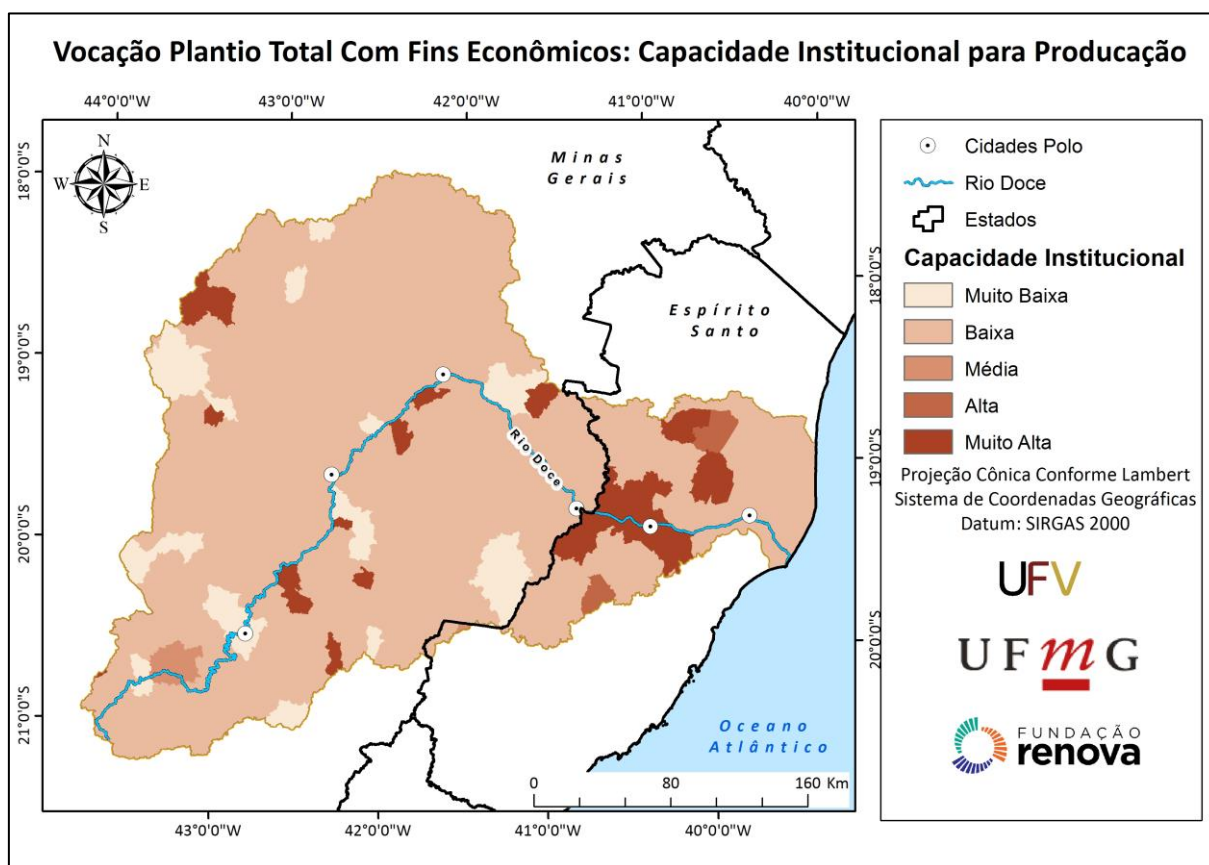 Vocação Plantio Total Com Fins Econômicos: Capacidade Institucional para Producação
44°0'0"W
43°0'0"W
42°0'0"W
41°0'0"W
40°0'0"W
N
W
E
S
Minas
Gerais
Espírito
Santo
Rio Doce
Oceano
Atlântico
18°0'0"S
19°0'0"S
20°0'0"S
21°0'0"S
18°0'0"S
19°0'0"S
20°0'0"S
0
80
160 Km
43°0'0"W
42°0'0"W
41°0'0"W
40°0'0"W
Cidades Polo
Rio Doce
Estados
Capacidade Institucional
Muito Baixa
Baixa
Média
Alta
Muito Alta
Projeção Cônica Conforme Lambert
Sistema de Coordenadas Geográficas
Datum: SIRGAS 2000
UFV
UFmG
FUNDAÇÃO
renova